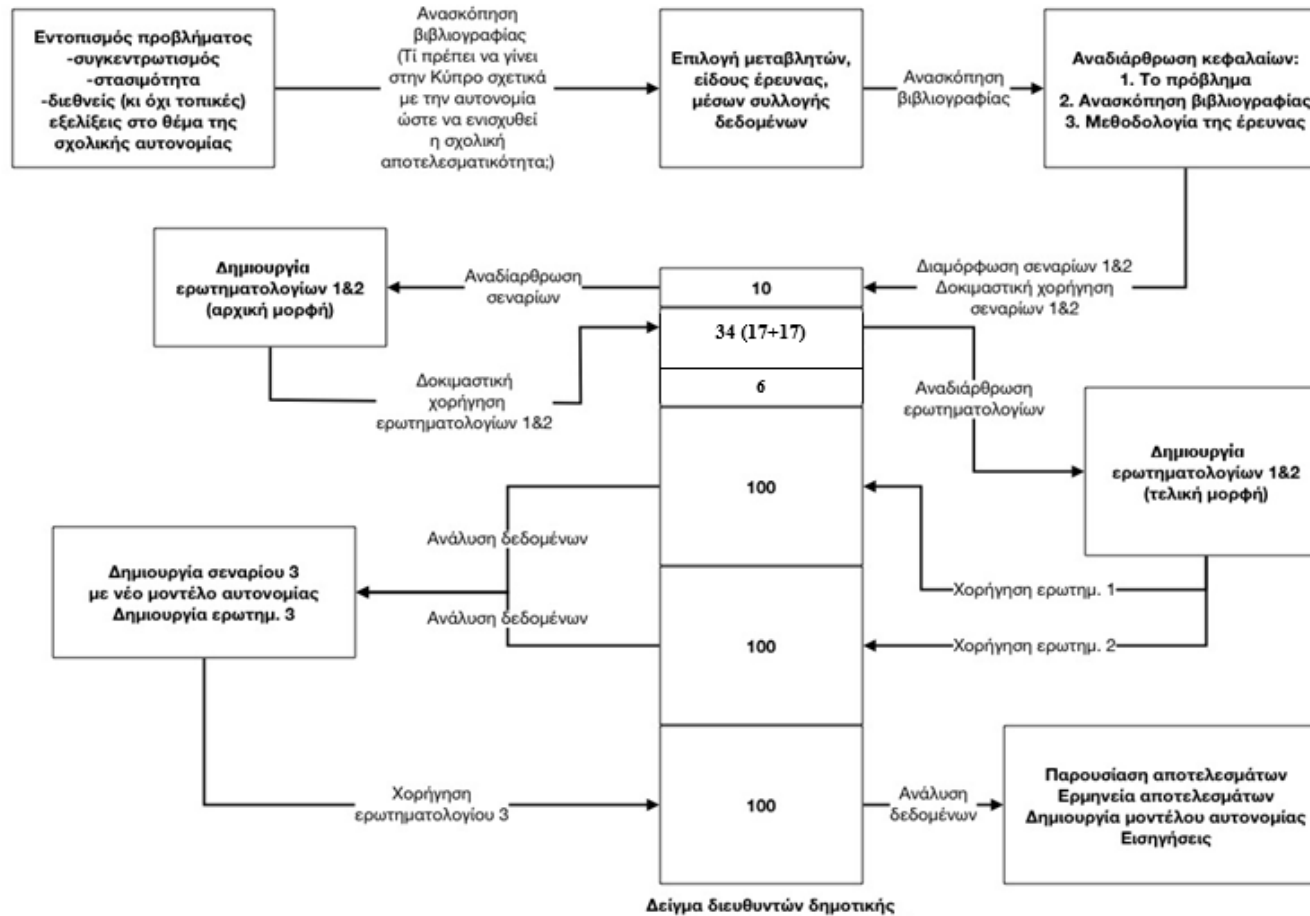 Εντοπισμός προβλήματος
-συγκεντρωτισμός
-στασιμότητα
-διεθνείς (κι όχι τοπικές)
εξελίξεις στο θέμα της
σχολικής αυτονομίας
Ανασκόπηση
βιβλιογραφίας
(Τί πρέπει να γίνει
στην Κύπρο σχετικά
με την αυτονομία
ώστε να ενισχυθεί
η σχολική
αποτελεσματικότητα;)
Επιλογή μεταβλητών,
είδους έρευνας,
μέσων συλλογής
δεδομένων
Ανασκόπηση
βιβλιογραφίας
Αναδιάρθρωση κεφαλαίων:
1. Το πρόβλημα
2. Ανασκόπηση βιβλιογραφίας
3. Μεθοδολογία της έρευνας
Διαμόρφωση σεναρίων 1&2
Δοκιμαστική χορήγηση
σεναρίων 1&2
10
Αναδίαρθρωση
σεναρίων
Δημιουργία
ερωτηματολογίων 1&2
(αρχική μορφή)
Δοκιμαστική
χορήγηση
ερωτηματολογίων 1&2
34 (17+17)
6
Αναδιάρθρωση
ερωτηματολογίων
Δημιουργία
ερωτηματολογίων 1&2
(τελική μορφή)
Χορήγηση ερωτημ. 1
Χορήγηση ερωτημ. 2
100
100
Ανάλυση δεδομένων
Ανάλυση δεδομένων
Δημιουργία σεναρίου 3
με νέο μοντέλο αυτονομίας
Δημιουργία ερωτημ. 3
Χορήγηση
ερωτηματολογίου 3
100
Ανάλυση
δεδομένων
Παρουσίαση αποτελεσμάτων
Ερμηνεία αποτελεσμάτων
Δημιουργία μοντέλου αυτονομίας
Εισηγήσεις
Δείγμα διευθυντών δημοτικής